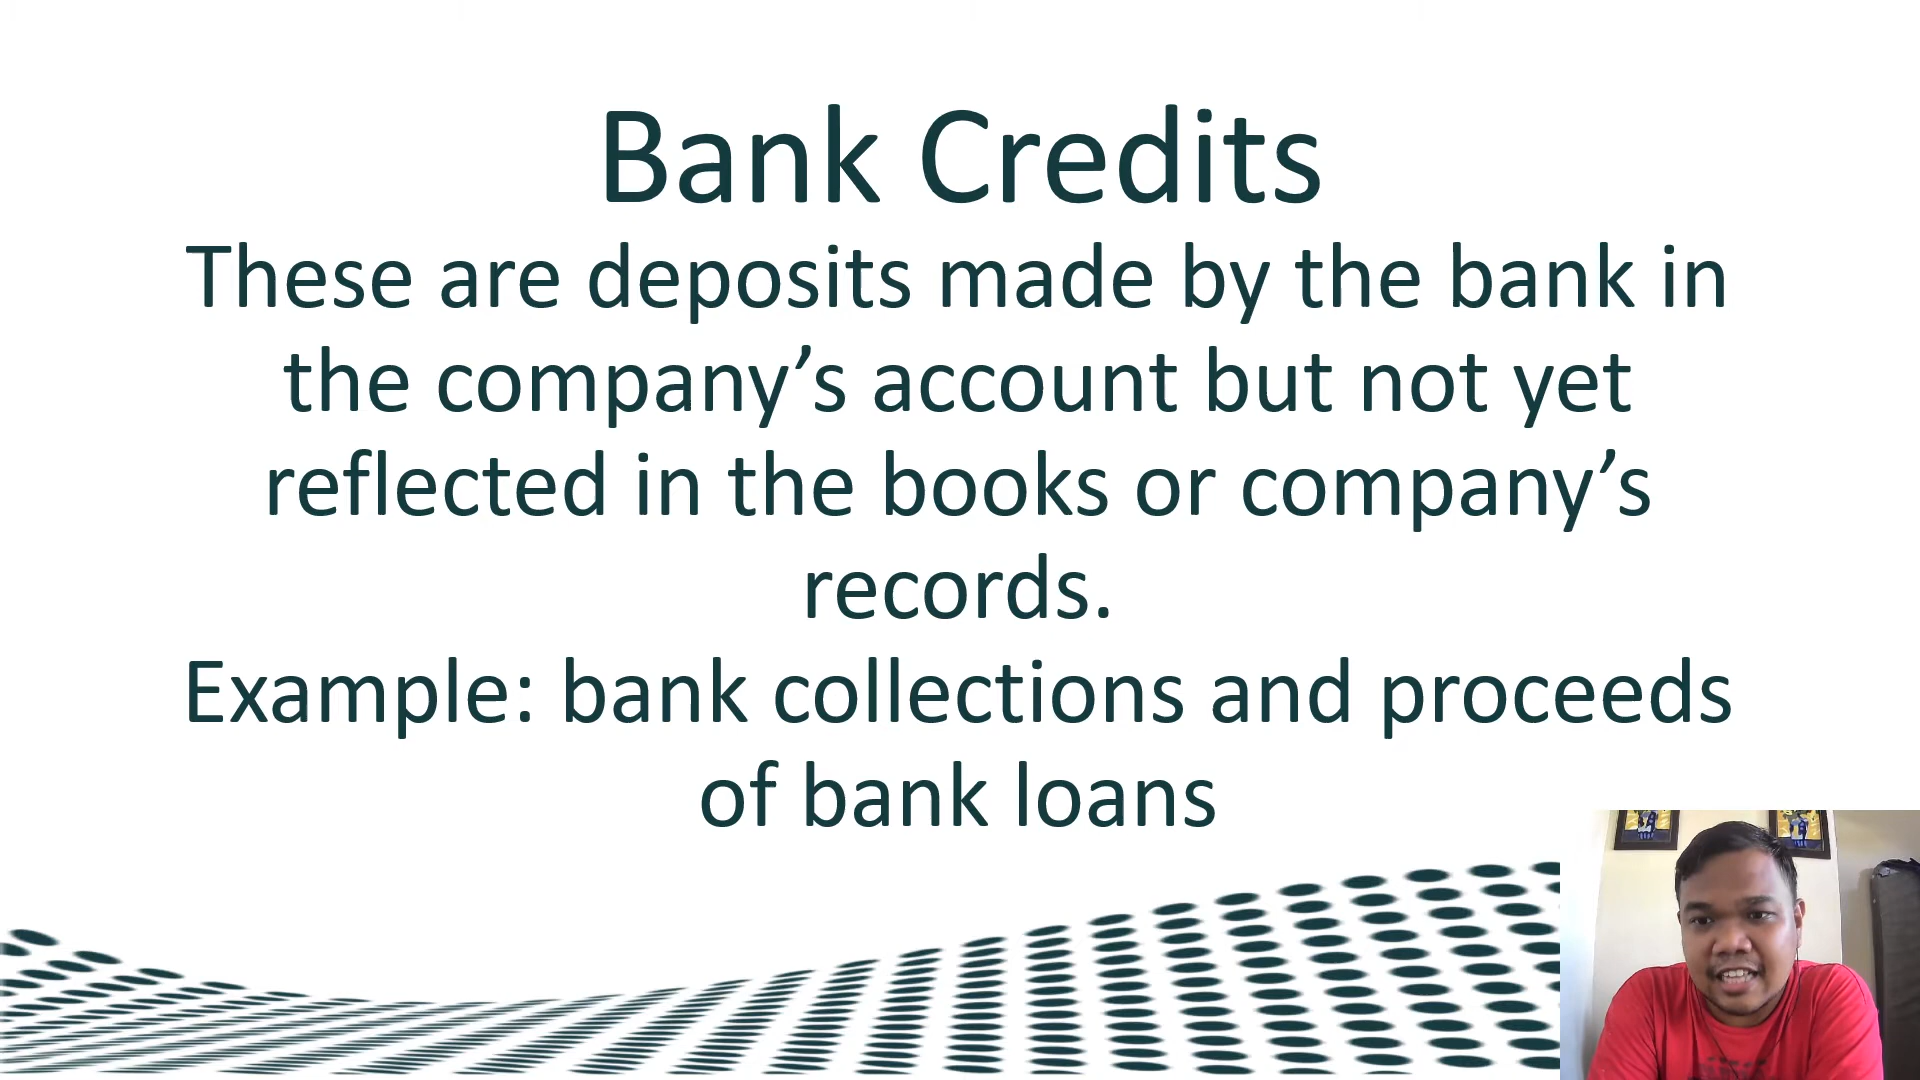 Bank Credits
These are deposits made by the bank in
the company’s account but not yet
reflected in the books or company’s
records.
Example: bank collections and proceeds
of bank loans